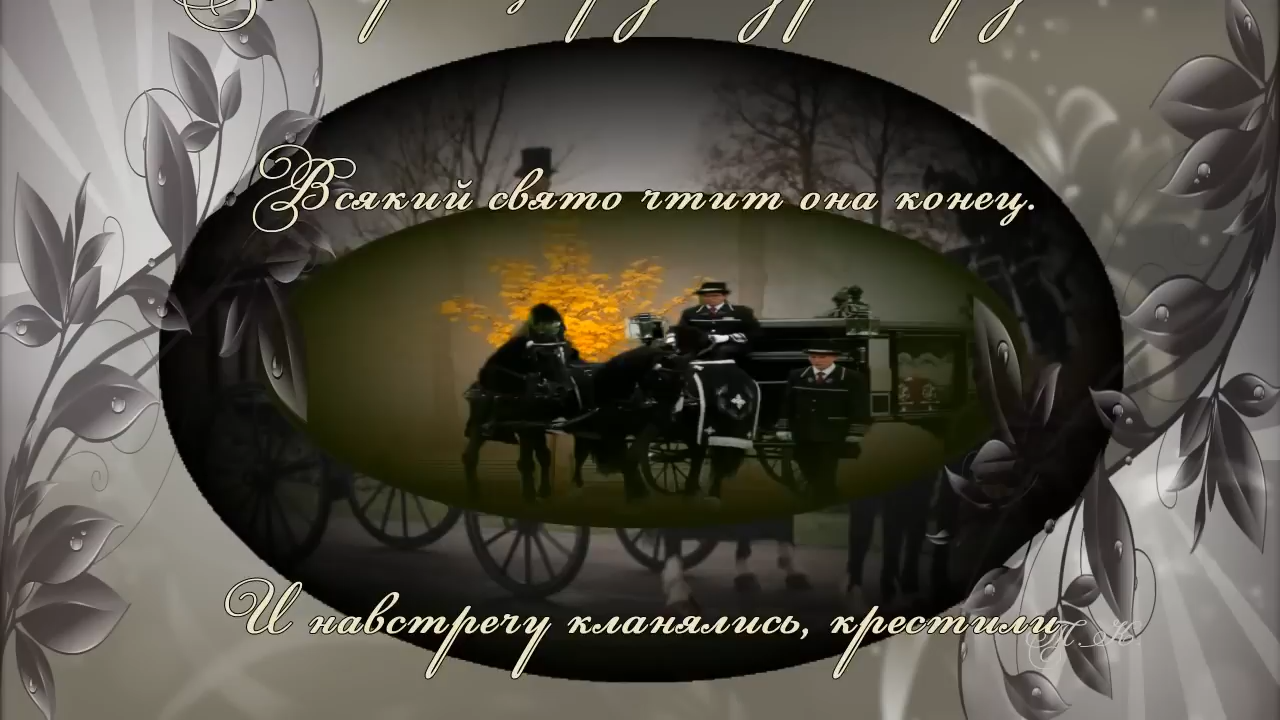 Всякий свято чтит она конец.
И навстречу кланялись, крестили
Т.Н.